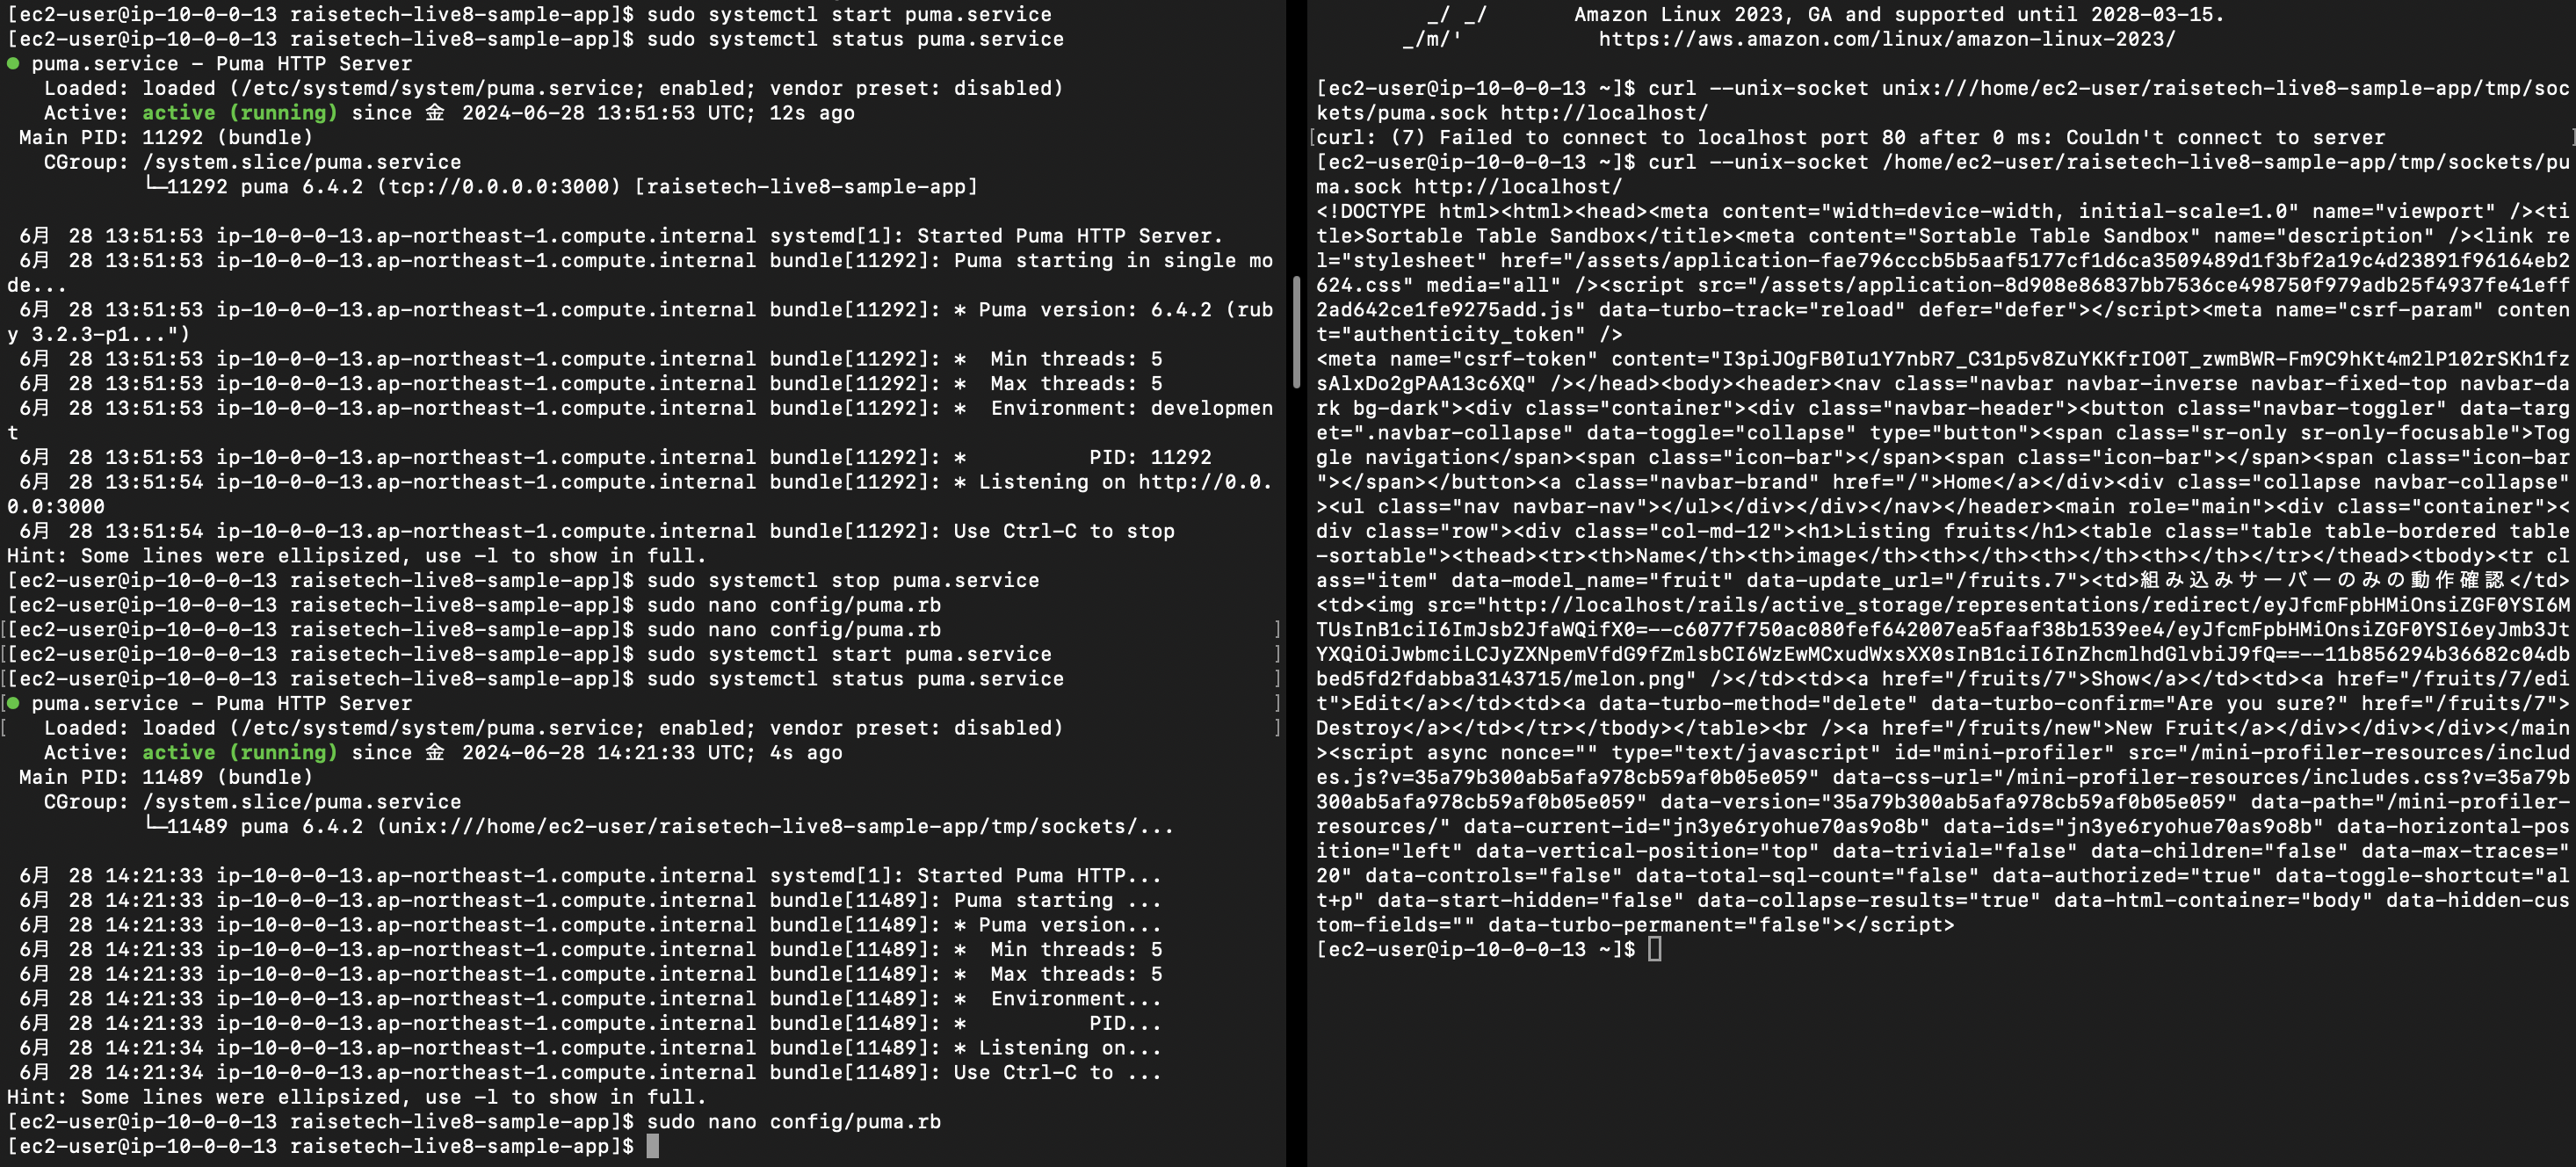 [ec2-user@ip-10-0-0-13 raisetech-live8-sample-app]$ sudo systemctl start puma.service
[ec2-user@ip-10-0-0-13 raisetech-live8-sample-app]$ sudo systemctl status puma.service
● puma.service - Puma HTTP Server
   Loaded: loaded (/etc/systemd/system/puma.service; enabled; vendor preset: disabled)
   Active: active (running) since 金 2024-06-28 13:51:53 UTC; 12s ago
 Main PID: 11292 (bundle)
   CGroup: /system.slice/puma.service
           └─11292 puma 6.4.2 (tcp://0.0.0.0:3000) [raisetech-live8-sample-app]
 6月 28 13:51:53 ip-10-0-0-13.ap-northeast-1.compute.internal systemd[1]: Started Puma HTTP Server.
 6月 28 13:51:53 ip-10-0-0-13.ap-northeast-1.compute.internal bundle[11292]: Puma starting in single mo
de...
 6月 28 13:51:53 ip-10-0-0-13.ap-northeast-1.compute.internal bundle[11292]: * Puma version: 6.4.2 (rub
y 3.2.3-p1...")
 6月 28 13:51:53 ip-10-0-0-13.ap-northeast-1.compute.internal bundle[11292]: *  Min threads: 5
 6月 28 13:51:53 ip-10-0-0-13.ap-northeast-1.compute.internal bundle[11292]: *  Max threads: 5
 6月 28 13:51:53 ip-10-0-0-13.ap-northeast-1.compute.internal bundle[11292]: *  Environment: developmen
t
 6月 28 13:51:53 ip-10-0-0-13.ap-northeast-1.compute.internal bundle[11292]: *          PID: 11292
 6月 28 13:51:54 ip-10-0-0-13.ap-northeast-1.compute.internal bundle[11292]: * Listening on http://0.0.
0.0:3000
 6月 28 13:51:54 ip-10-0-0-13.ap-northeast-1.compute.internal bundle[11292]: Use Ctrl-C to stop
Hint: Some lines were ellipsized, use -l to show in full.
[ec2-user@ip-10-0-0-13 raisetech-live8-sample-app]$ sudo systemctl stop puma.service
[ec2-user@ip-10-0-0-13 raisetech-live8-sample-app]$ sudo nano config/puma.rb
[[ec2-user@ip-10-0-0-13 raisetech-live8-sample-app]$ sudo nano config/puma.rb ]
[[ec2-user@ip-10-0-0-13 raisetech-live8-sample-app]$ sudo systemctl start puma.service ]
[[ec2-user@ip-10-0-0-13 raisetech-live8-sample-app]$ sudo systemctl status puma.service ]
[● puma.service - Puma HTTP Server ]
[   Loaded: loaded (/etc/systemd/system/puma.service; enabled; vendor preset: disabled) ]
   Active: active (running) since 金 2024-06-28 14:21:33 UTC; 4s ago
 Main PID: 11489 (bundle)
   CGroup: /system.slice/puma.service
           └─11489 puma 6.4.2 (unix:///home/ec2-user/raisetech-live8-sample-app/tmp/sockets/...
 6月 28 14:21:33 ip-10-0-0-13.ap-northeast-1.compute.internal systemd[1]: Started Puma HTTP...
 6月 28 14:21:33 ip-10-0-0-13.ap-northeast-1.compute.internal bundle[11489]: Puma starting ...
 6月 28 14:21:33 ip-10-0-0-13.ap-northeast-1.compute.internal bundle[11489]: * Puma version...
 6月 28 14:21:33 ip-10-0-0-13.ap-northeast-1.compute.internal bundle[11489]: *  Min threads: 5
 6月 28 14:21:33 ip-10-0-0-13.ap-northeast-1.compute.internal bundle[11489]: *  Max threads: 5
 6月 28 14:21:33 ip-10-0-0-13.ap-northeast-1.compute.internal bundle[11489]: *  Environment...
 6月 28 14:21:33 ip-10-0-0-13.ap-northeast-1.compute.internal bundle[11489]: *          PID...
 6月 28 14:21:34 ip-10-0-0-13.ap-northeast-1.compute.internal bundle[11489]: * Listening on...
 6月 28 14:21:34 ip-10-0-0-13.ap-northeast-1.compute.internal bundle[11489]: Use Ctrl-C to ...
Hint: Some lines were ellipsized, use -l to show in full.
[ec2-user@ip-10-0-0-13 raisetech-live8-sample-app]$ sudo nano config/puma.rb
[ec2-user@ip-10-0-0-13 raisetech-live8-sample-app]$
         _/ _/       Amazon Linux 2023, GA and supported until 2028-03-15.
       _/m/'           https://aws.amazon.com/linux/amazon-linux-2023/
[ec2-user@ip-10-0-0-13 ~]$ curl --unix-socket unix:///home/ec2-user/raisetech-live8-sample-app/tmp/soc
kets/puma.sock http://localhost/
[curl: (7) Failed to connect to localhost port 80 after 0 ms: Couldn't connect to server ]
[ec2-user@ip-10-0-0-13 ~]$ curl --unix-socket /home/ec2-user/raisetech-live8-sample-app/tmp/sockets/pu
ma.sock http://localhost/
<!DOCTYPE html><html><head><meta content="width=device-width, initial-scale=1.0" name="viewport" /><ti
tle>Sortable Table Sandbox</title><meta content="Sortable Table Sandbox" name="description" /><link re
l="stylesheet" href="/assets/application-fae796cccb5b5aaf5177cf1d6ca3509489d1f3bf2a19c4d23891f96164eb2
624.css" media="all" /><script src="/assets/application-8d908e86837bb7536ce498750f979adb25f4937fe41eff
2ad642ce1fe9275add.js" data-turbo-track="reload" defer="defer"></script><meta name="csrf-param" conten
t="authenticity_token" />
<meta name="csrf-token" content="I3piJOgFB0Iu1Y7nbR7_C31p5v8ZuYKKfrIO0T_zwmBWR-Fm9C9hKt4m2lP102rSKh1fz
sAlxDo2gPAA13c6XQ" /></head><body><header><nav class="navbar navbar-inverse navbar-fixed-top navbar-da
rk bg-dark"><div class="container"><div class="navbar-header"><button class="navbar-toggler" data-targ
et=".navbar-collapse" data-toggle="collapse" type="button"><span class="sr-only sr-only-focusable">Tog
gle navigation</span><span class="icon-bar"></span><span class="icon-bar"></span><span class="icon-bar
"></span></button><a class="navbar-brand" href="/">Home</a></div><div class="collapse navbar-collapse"
><ul class="nav navbar-nav"></ul></div></div></nav></header><main role="main"><div class="container"><
div class="row"><div class="col-md-12"><h1>Listing fruits</h1><table class="table table-bordered table
-sortable"><thead><tr><th>Name</th><th>image</th><th></th><th></th><th></th></tr></thead><tbody><tr cl
ass="item" data-model_name="fruit" data-update_url="/fruits.7"><td>組み込みサーバーのみの動作確認</td>
<td><img src="http://localhost/rails/active_storage/representations/redirect/eyJfcmFpbHMiOnsiZGF0YSI6M
TUsInB1ciI6ImJsb2JfaWQifX0=--c6077f750ac080fef642007ea5faaf38b1539ee4/eyJfcmFpbHMiOnsiZGF0YSI6eyJmb3Jt
YXQiOiJwbmciLCJyZXNpemVfdG9fZmlsbCI6WzEwMCxudWxsXX0sInB1ciI6InZhcmlhdGlvbiJ9fQ==--11b856294b36682c04db
bed5fd2fdabba3143715/melon.png" /></td><td><a href="/fruits/7">Show</a></td><td><a href="/fruits/7/edi
t">Edit</a></td><td><a data-turbo-method="delete" data-turbo-confirm="Are you sure?" href="/fruits/7">
Destroy</a></td></tr></tbody></table><br /><a href="/fruits/new">New Fruit</a></div></div></div></main
><script async nonce="" type="text/javascript" id="mini-profiler" src="/mini-profiler-resources/includ
es.js?v=35a79b300ab5afa978cb59af0b05e059" data-css-url="/mini-profiler-resources/includes.css?v=35a79b
300ab5afa978cb59af0b05e059" data-version="35a79b300ab5afa978cb59af0b05e059" data-path="/mini-profiler-
resources/" data-current-id="jn3ye6ryohue70as9o8b" data-ids="jn3ye6ryohue70as9o8b" data-horizontal-pos
ition="left" data-vertical-position="top" data-trivial="false" data-children="false" data-max-traces="
20" data-controls="false" data-total-sql-count="false" data-authorized="true" data-toggle-shortcut="al
t+p" data-start-hidden="false" data-collapse-results="true" data-html-container="body" data-hidden-cus
tom-fields="" data-turbo-permanent="false"></script>
[ec2-user@ip-10-0-0-13 ~]$